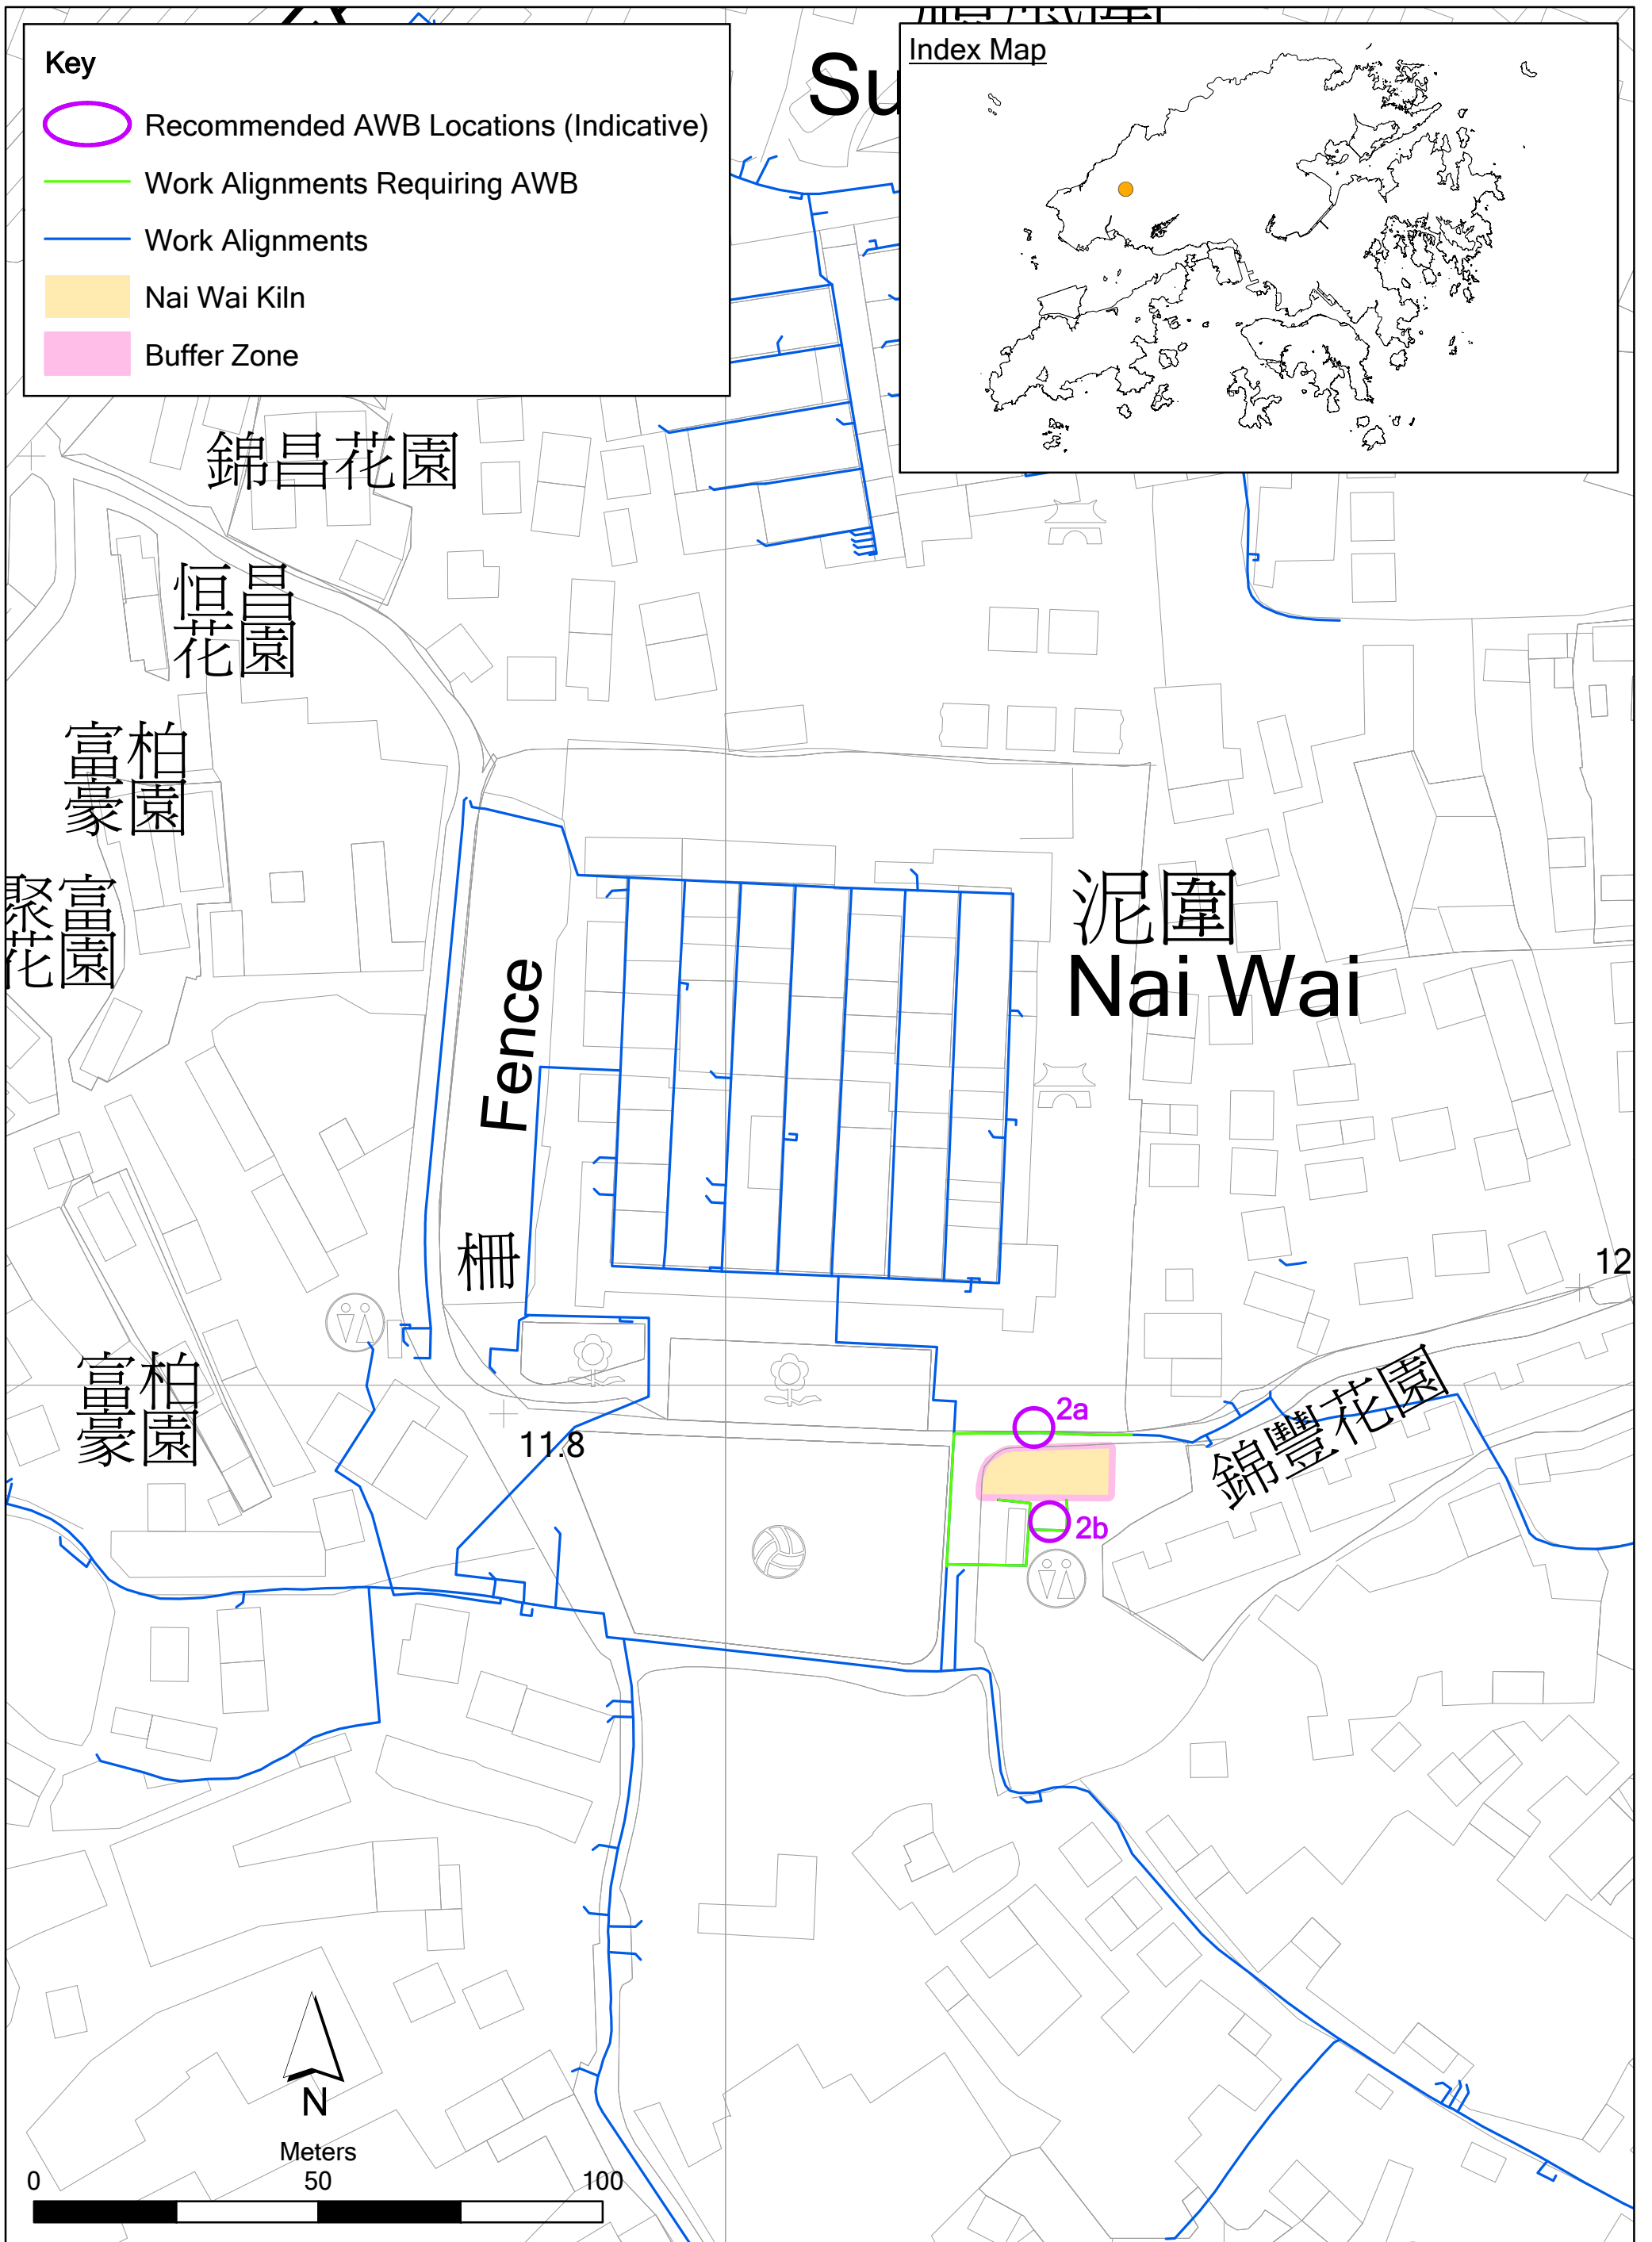 Key
Recommended AWB Locations (Indicative)
Work Alignments Requiring AWB
Work Alignments
Nai Wai Kiln
Buffer Zone
Su
Index Map
錦昌花園
恒昌
花園
富柏
豪園
聚富
花園
Fence
柵
泥圍
Nai Wai
12
富柏
豪園
11.8
2a
2b
錦豐花園
N
Meters
0 50 100